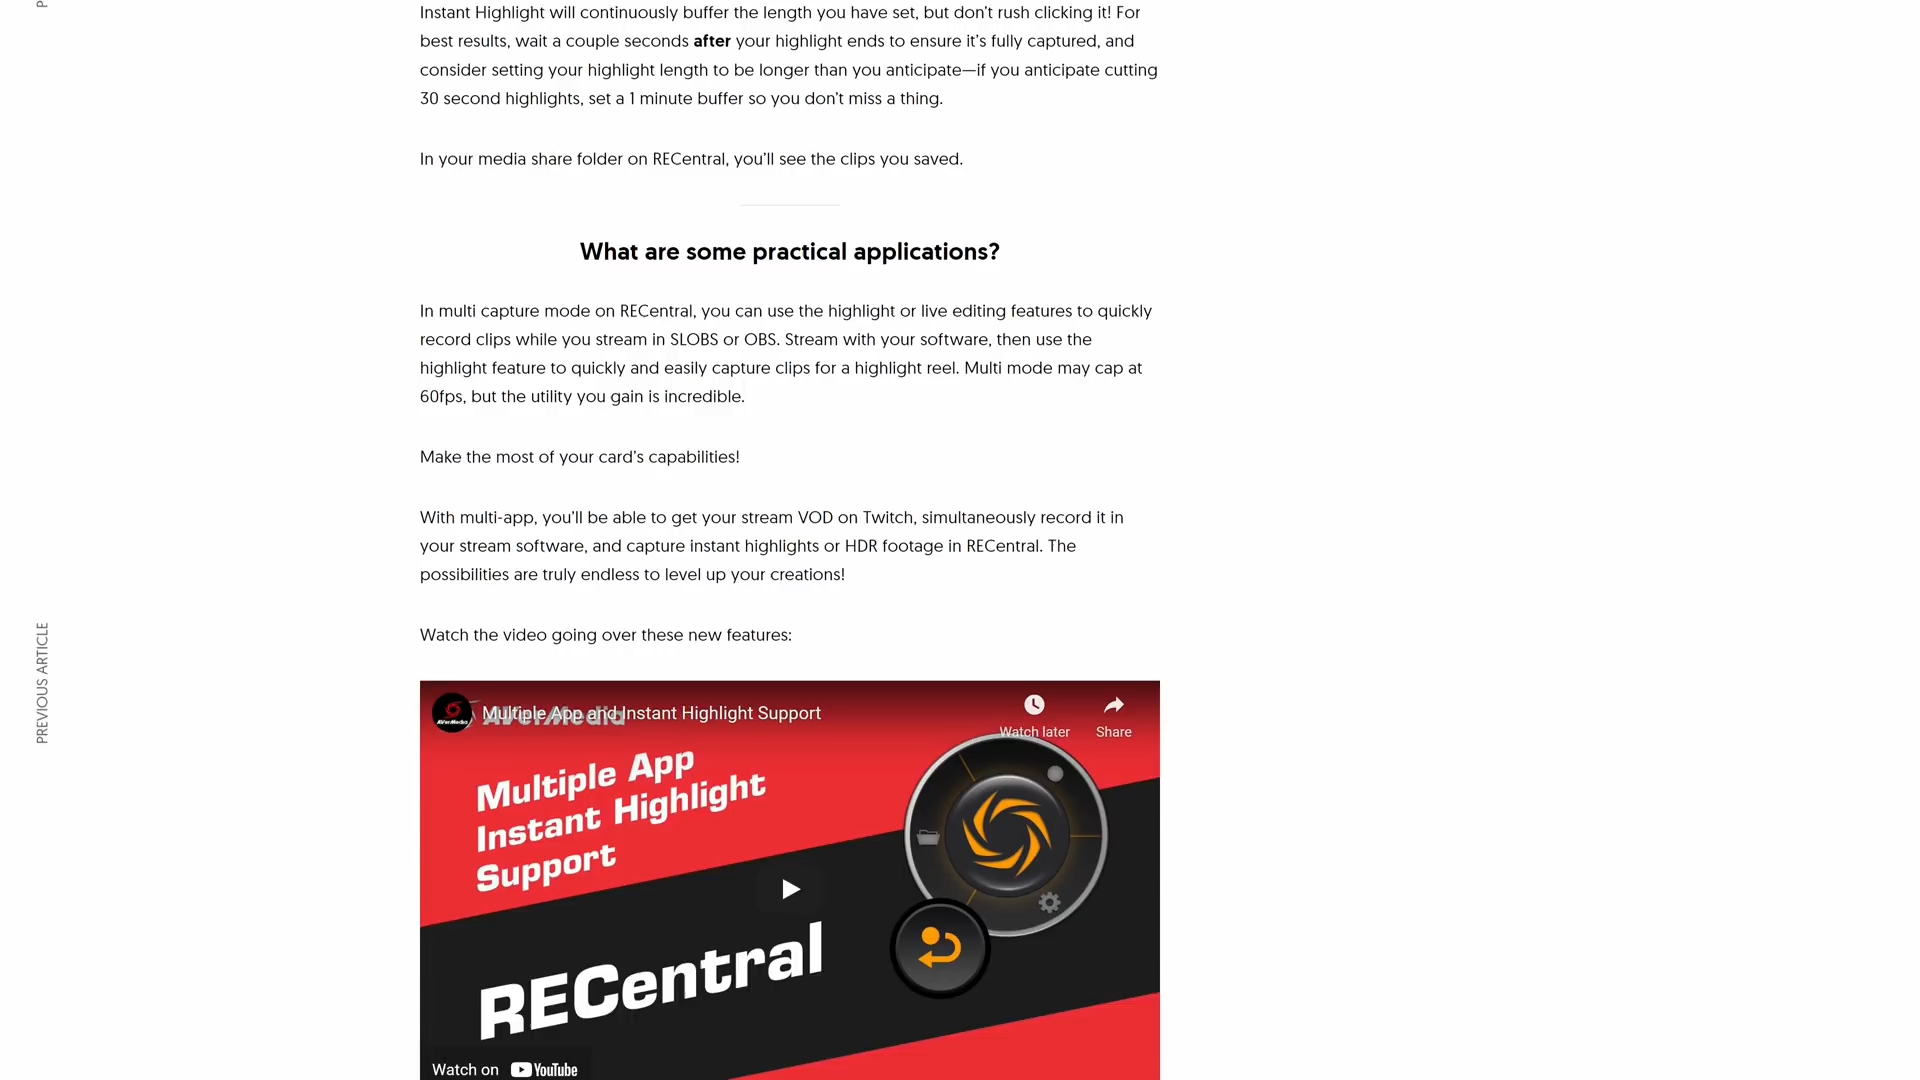 Instant Highlight will continuously buffer the length you have set, but don’t rush clicking it! For
best results, wait a couple seconds after your highlight ends to ensure it’s fully captured, and
consider setting your highlight length to be longer than you anticipate—if you anticipate cutting
30 second highlights, set a 1 minute buffer so you don’t miss a thing.
In your media share folder on RECentral, you’ll see the clips you saved.
What are some practical applications?
In multi capture mode on RECentral, you can use the highlight or live editing features to quickly
record clips while you stream in SLOBS or OBS. Stream with your software, then use the
highlight feature to quickly and easily capture clips for a highlight reel. Multi mode may cap at
60fps, but the utility you gain is incredible.
Make the most of your card’s capabilities!
With multi-app, you’ll be able to get your stream VOD on Twitch, simultaneously record it in
your stream software, and capture instant highlights or HDR footage in RECentral. The
possibilities are truly endless to level up your creations!
PREVIOUS ARTICLE
Watch the video going over these new features:
AVerMedia
Multiple App and Instant Highlight Support
AVerMedia
Watch later
Share
Multiple App
Instant Highlight
Support
RECentral
Watch on YouTube